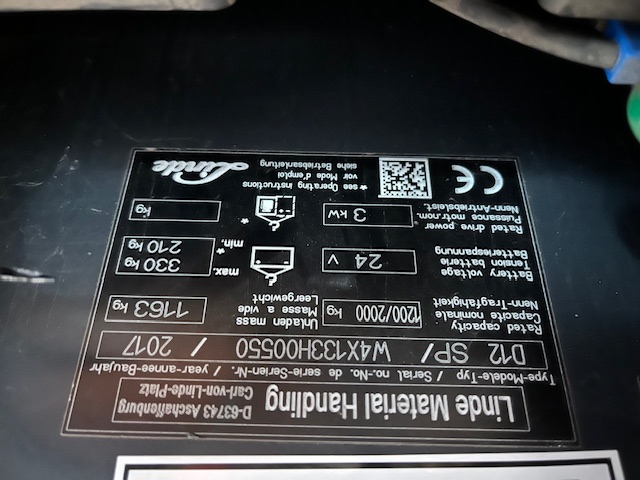 Linde Material Handling
D-63743 Aschaffenburg
Carl-von-Linde-Platz
Type-Modele-Typ / Serial no.-No. de serie-Serien-Nr. / year-annee-Baujahr
D12 SP/ W4X133H00550 / 2017
Rated capacity
Capacite nominale
Nenn-Tragfähigkeit
1200/2000 kg
Unladen mass
Masse a vide
Leergewicht
1163 kg
Battery voltage
Tension batterie
Batteriespannung
24 V
max. 330 kg
min. 210 kg
*
Rated drive power
Puissance motr.nom.
Nenn-Antriebsleist.
3 kW
*
kg
CE
* see Operating instructions
voir Mode d'emploi
siehe Betriebsanleitung
Linde